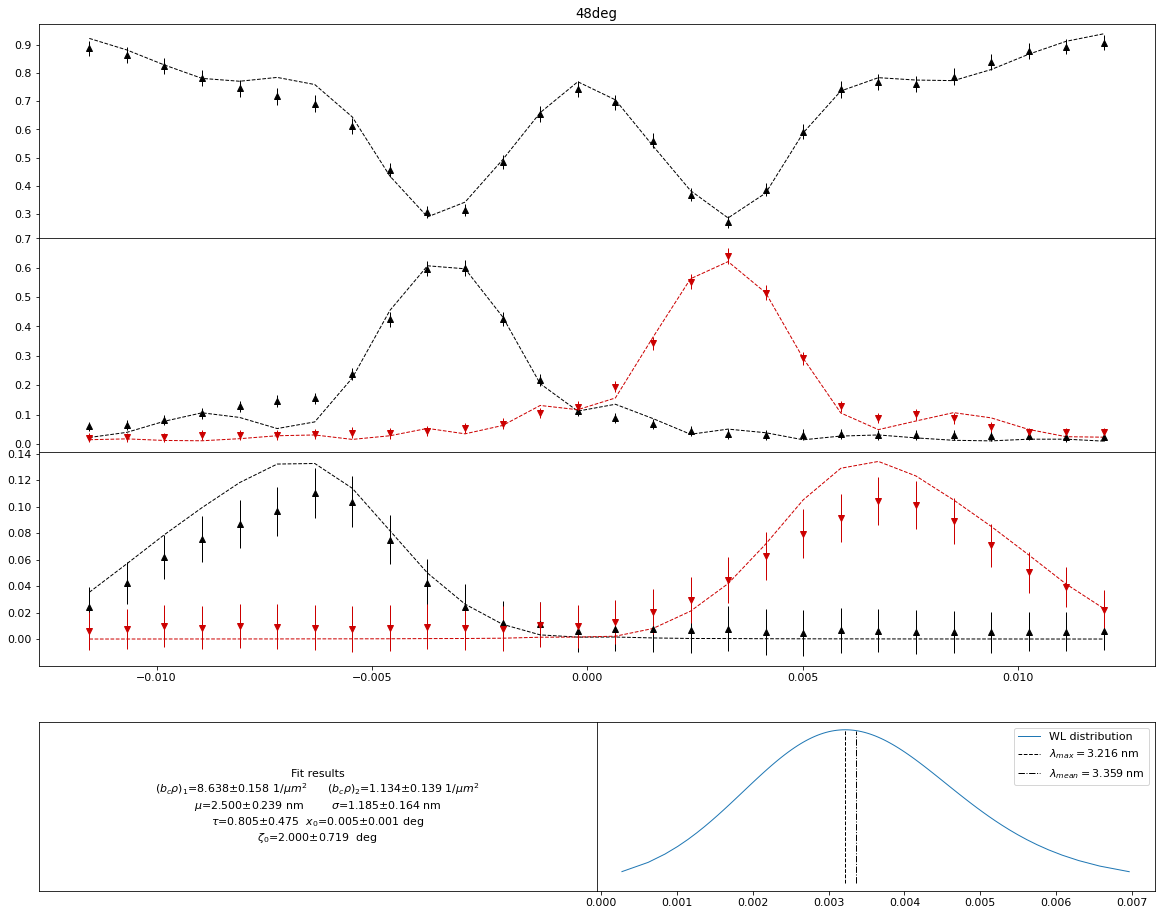 48deg
0.9
0.8
0.7
0.6
0.5
0.4
0.3
0.7
0.6
0.5
0.4
0.3
0.2
0.1
0.0
0.14
0.12
0.10
0.08
0.06
0.04
0.02
0.00
−0.010 −0.005 0.000 0.005 0.010
Fit results
(b_cρ)_1=8.638±0.158 1/μm^2 (b_cρ)_2=1.134±0.139 1/μm^2
μ=2.500±0.239 nm σ=1.185±0.164 nm
τ=0.805±0.475 x_0=0.005±0.001 deg
ζ_0=2.000±0.719 deg
WL distribution
λ_max = 3.216 nm
λ_mean = 3.359 nm
0.000 0.001 0.002 0.003 0.004 0.005 0.006 0.007